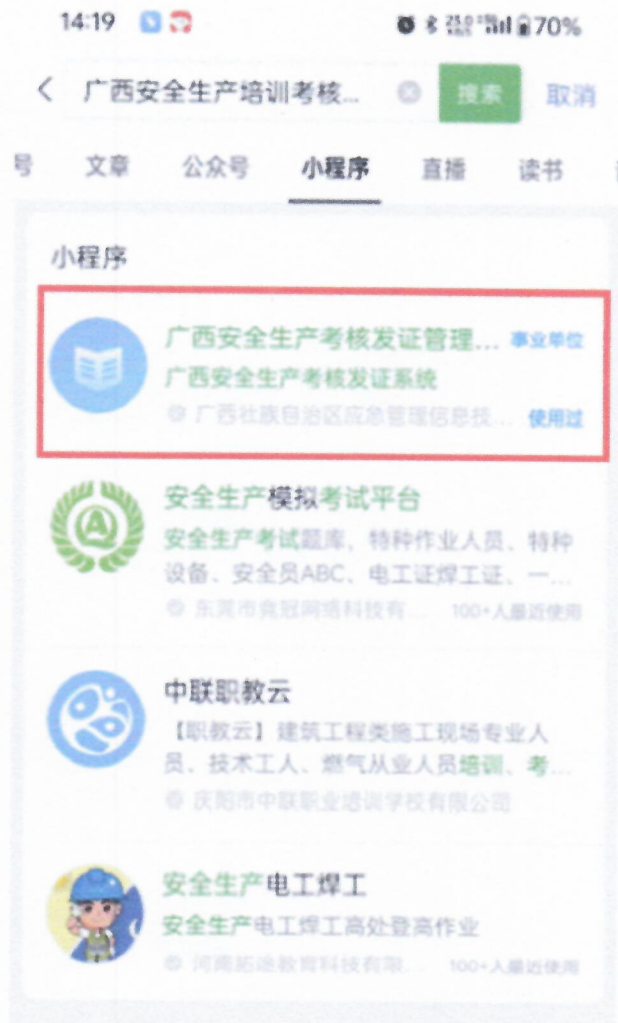 14:19
70%
广西安全生产培训考核...
搜索
取消
号 文章 公众号 小程序 直播 读书
小程序
广西安全生产考核发证管理... 事业单位
广西安全生产考核发证系统
广西壮族自治区应急管理信息技... 使用过
安全生产模拟考试平台
安全生产考试题库，特种作业人员、特种
设备、安全员ABC、电工证焊工证、一...
东莞市竟冠网络科技有... 100+人最近使用
中联职教云
【职教云】建筑工程类施工现场专业人
员、技术工人、燃气从业人员培训、考...
庆阳市中联职业培训学校有限公司
安全生产电工焊工
安全生产电工焊工高处登高作业
河南拓途教育科技有限... 100+人最近使用